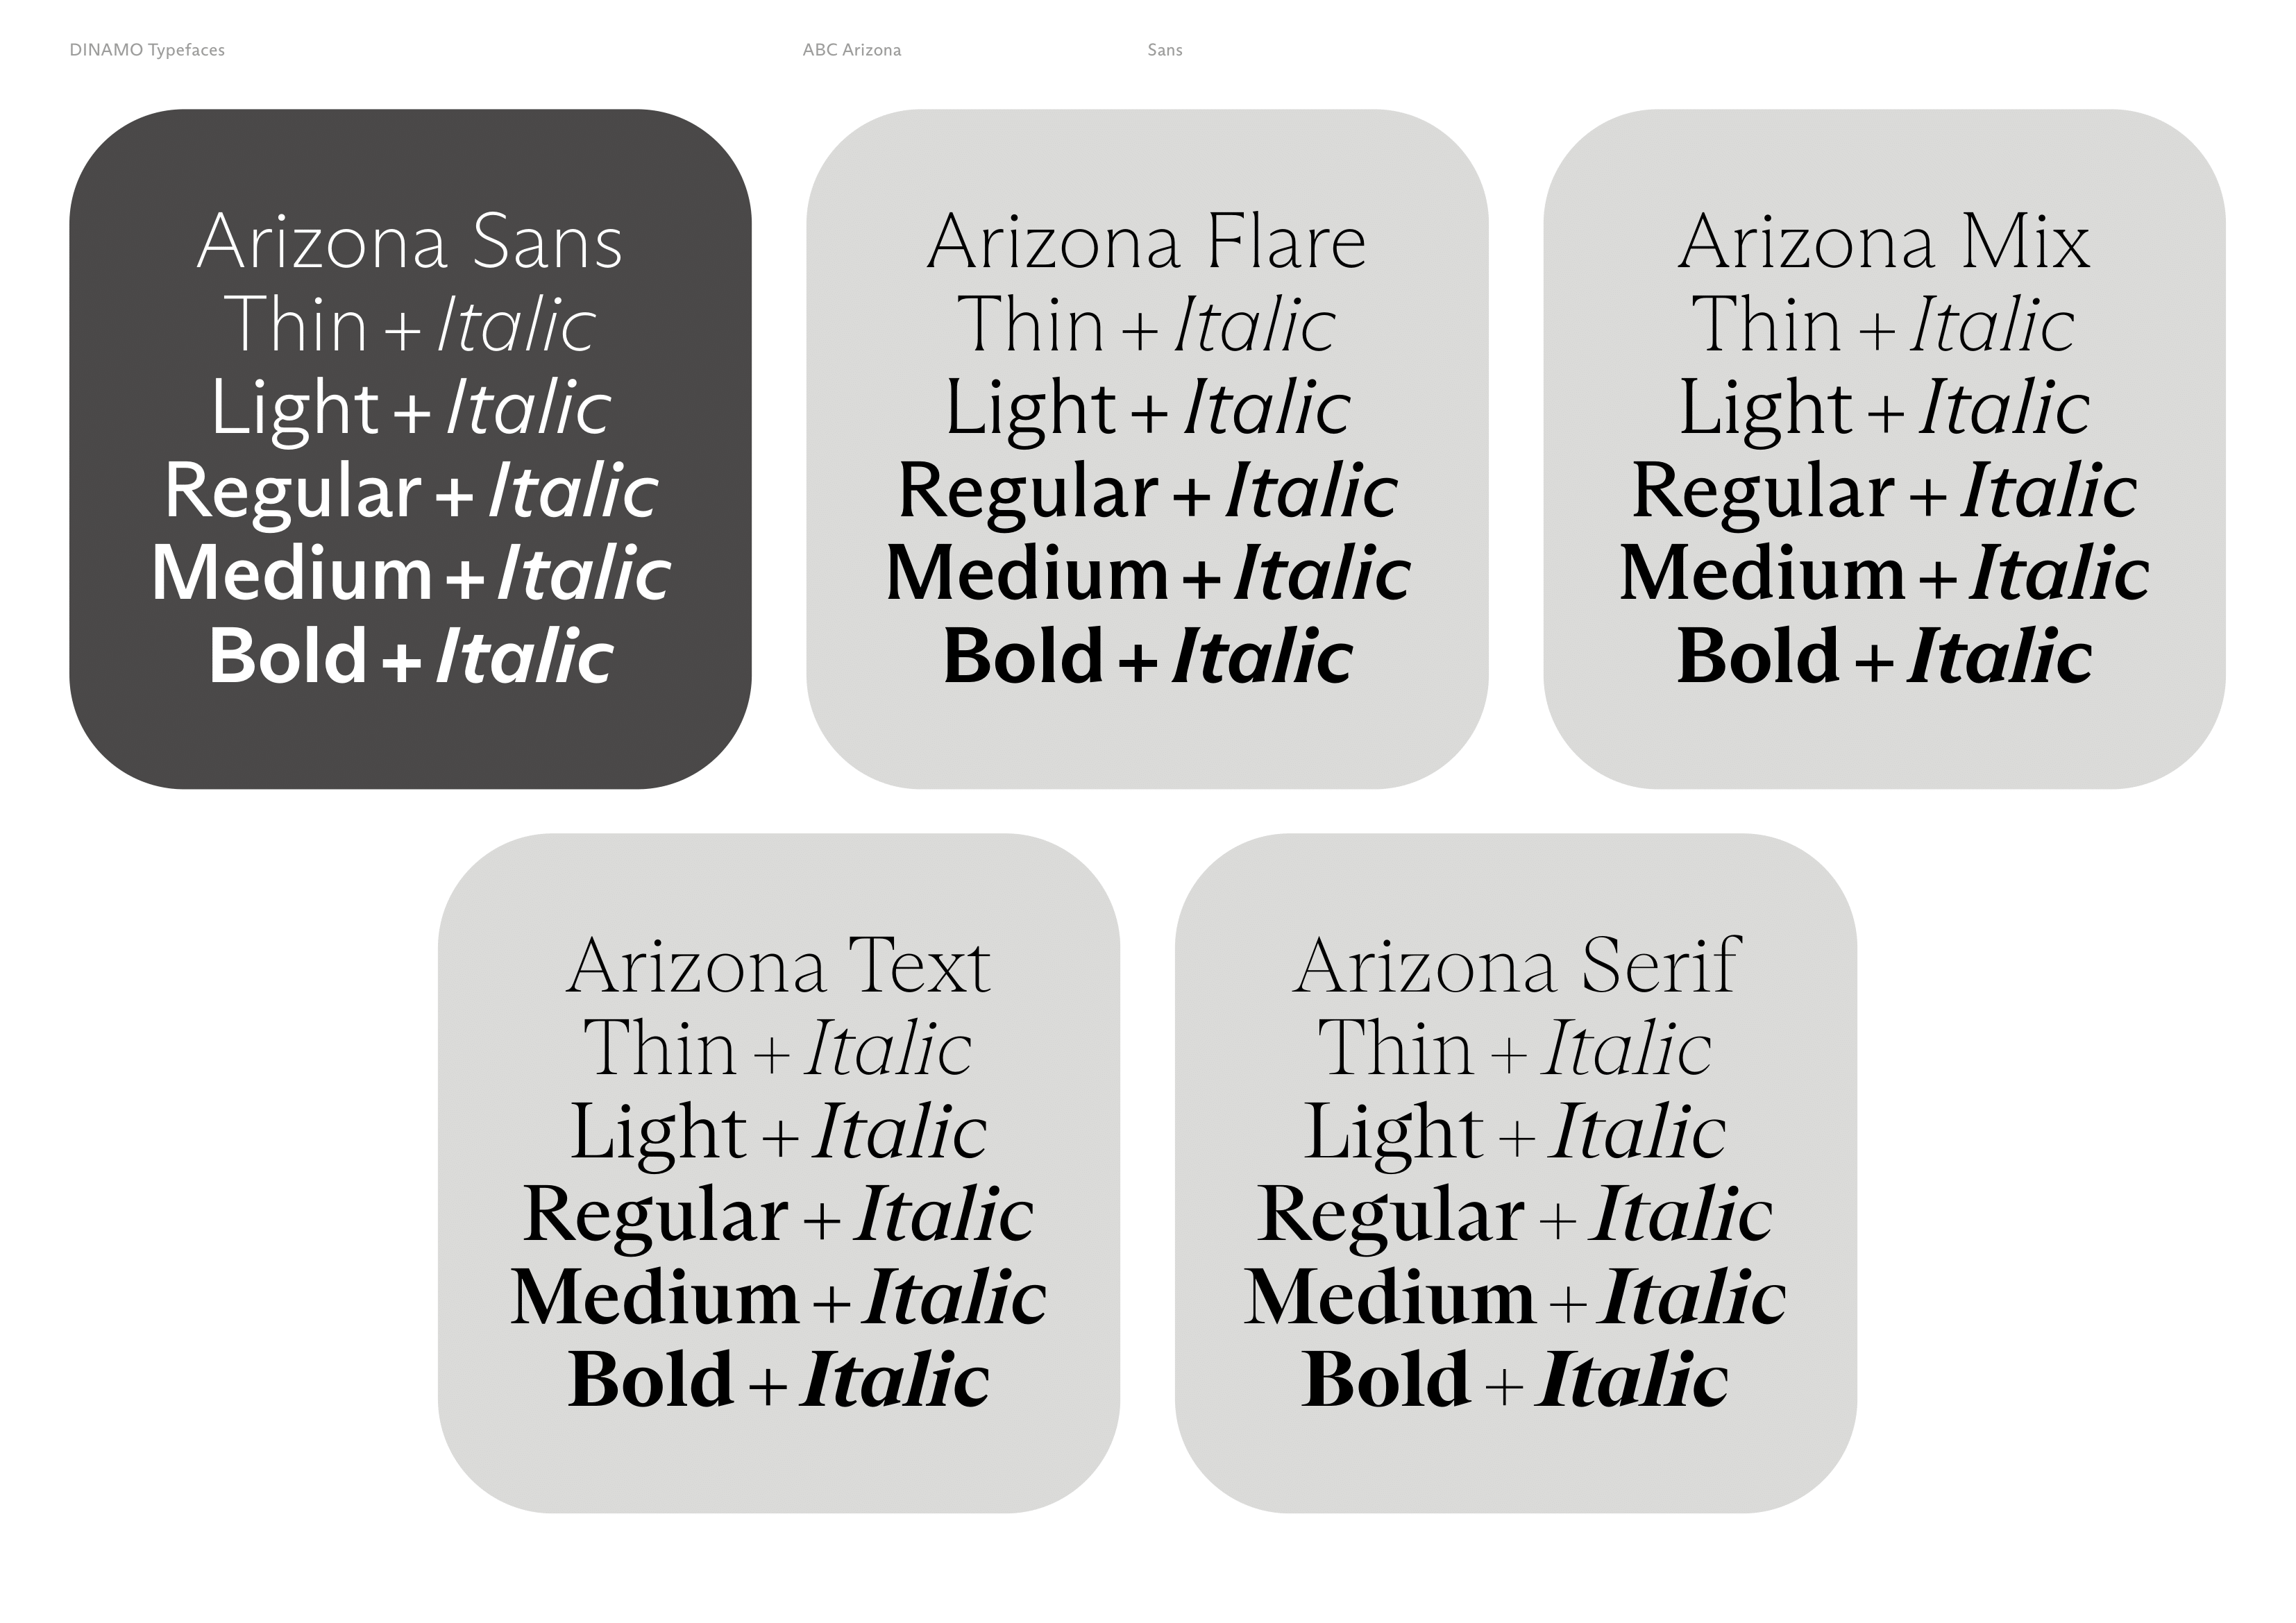 DINAMO Typefaces
ABC Arizona
Sans
Arizona Sans
Thin + Italic
Light + Italic
Regular + Italic
Medium + Italic
Bold + Italic
Arizona Flare
Thin + Italic
Light + Italic
Regular + Italic
Medium + Italic
Bold + Italic
Arizona Mix
Thin + Italic
Light + Italic
Regular + Italic
Medium + Italic
Bold + Italic
Arizona Text
Thin + Italic
Light + Italic
Regular + Italic
Medium + Italic
Bold + Italic
Arizona Serif
Thin + Italic
Light + Italic
Regular + Italic
Medium + Italic
Bold + Italic